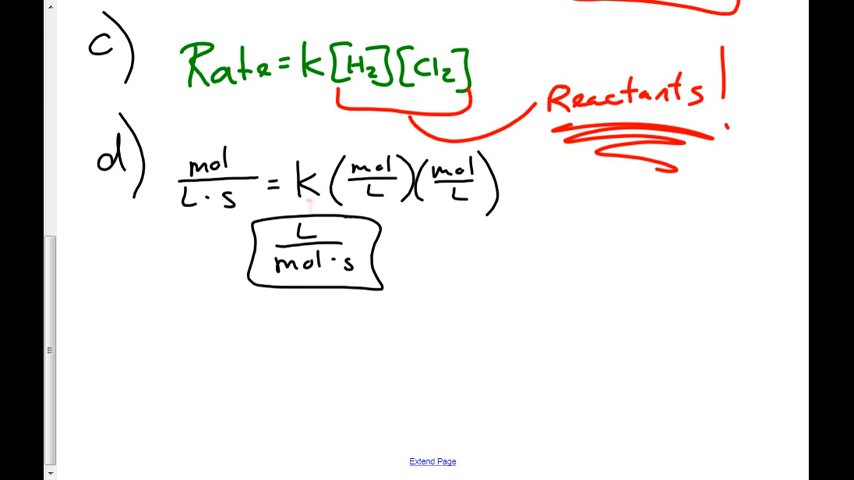 c) Rate = k[H₂][Cl₂]
Reactants!
d) mol/L·s = k (mol/L)(mol/L)
L/mol·s
Extend Page